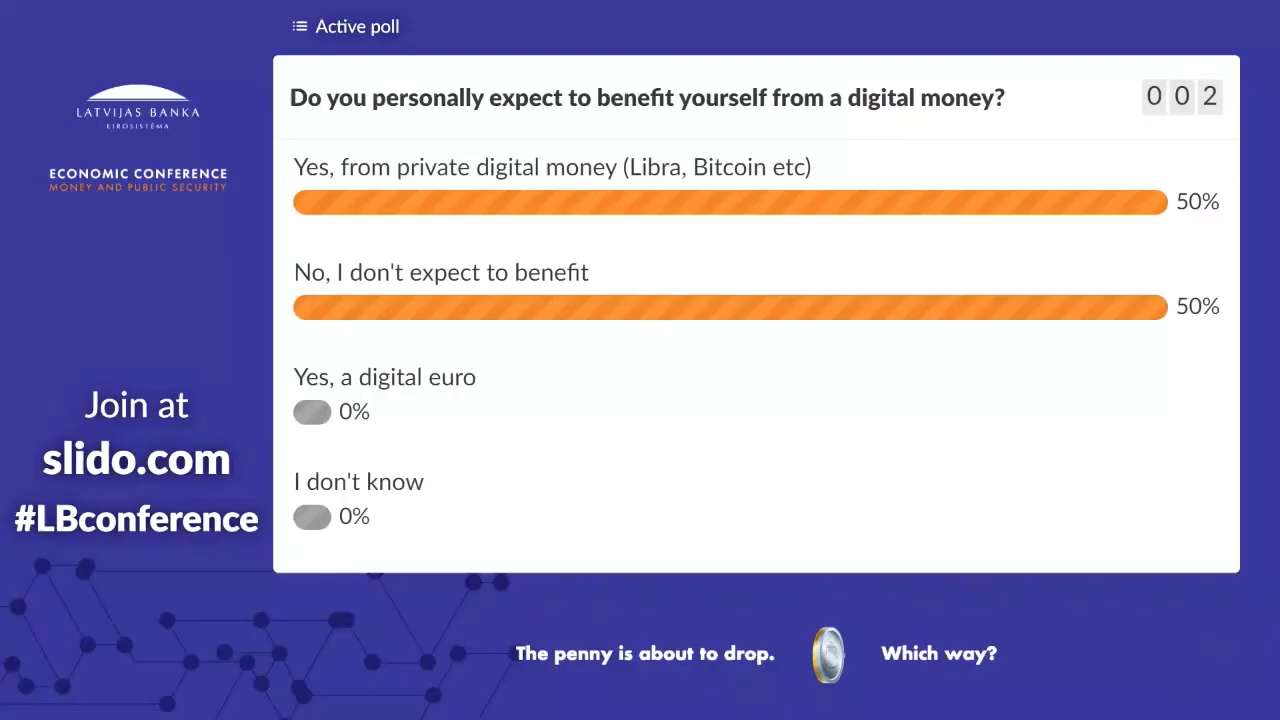 Active poll
LATVIJAS BANKA
EIROSISTĒMA
ECONOMIC CONFERENCE
MONEY AND PUBLIC SECURITY
Do you personally expect to benefit yourself from a digital money?
002
Yes, from private digital money (Libra, Bitcoin etc)
50%
No, I don't expect to benefit
50%
Yes, a digital euro
0%
I don't know
0%
Join at
slido.com
#LBconference
The penny is about to drop. Which way?